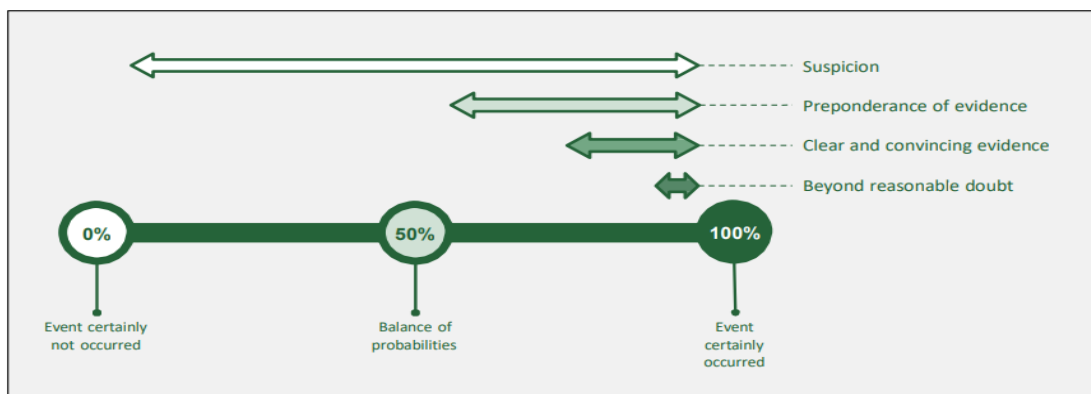 Suspicion
Preponderance of evidence
Clear and convincing evidence
Beyond reasonable doubt
0%
50%
100%
Event certainly
not occurred
Balance of
probabilities
Event
certainly
occurred